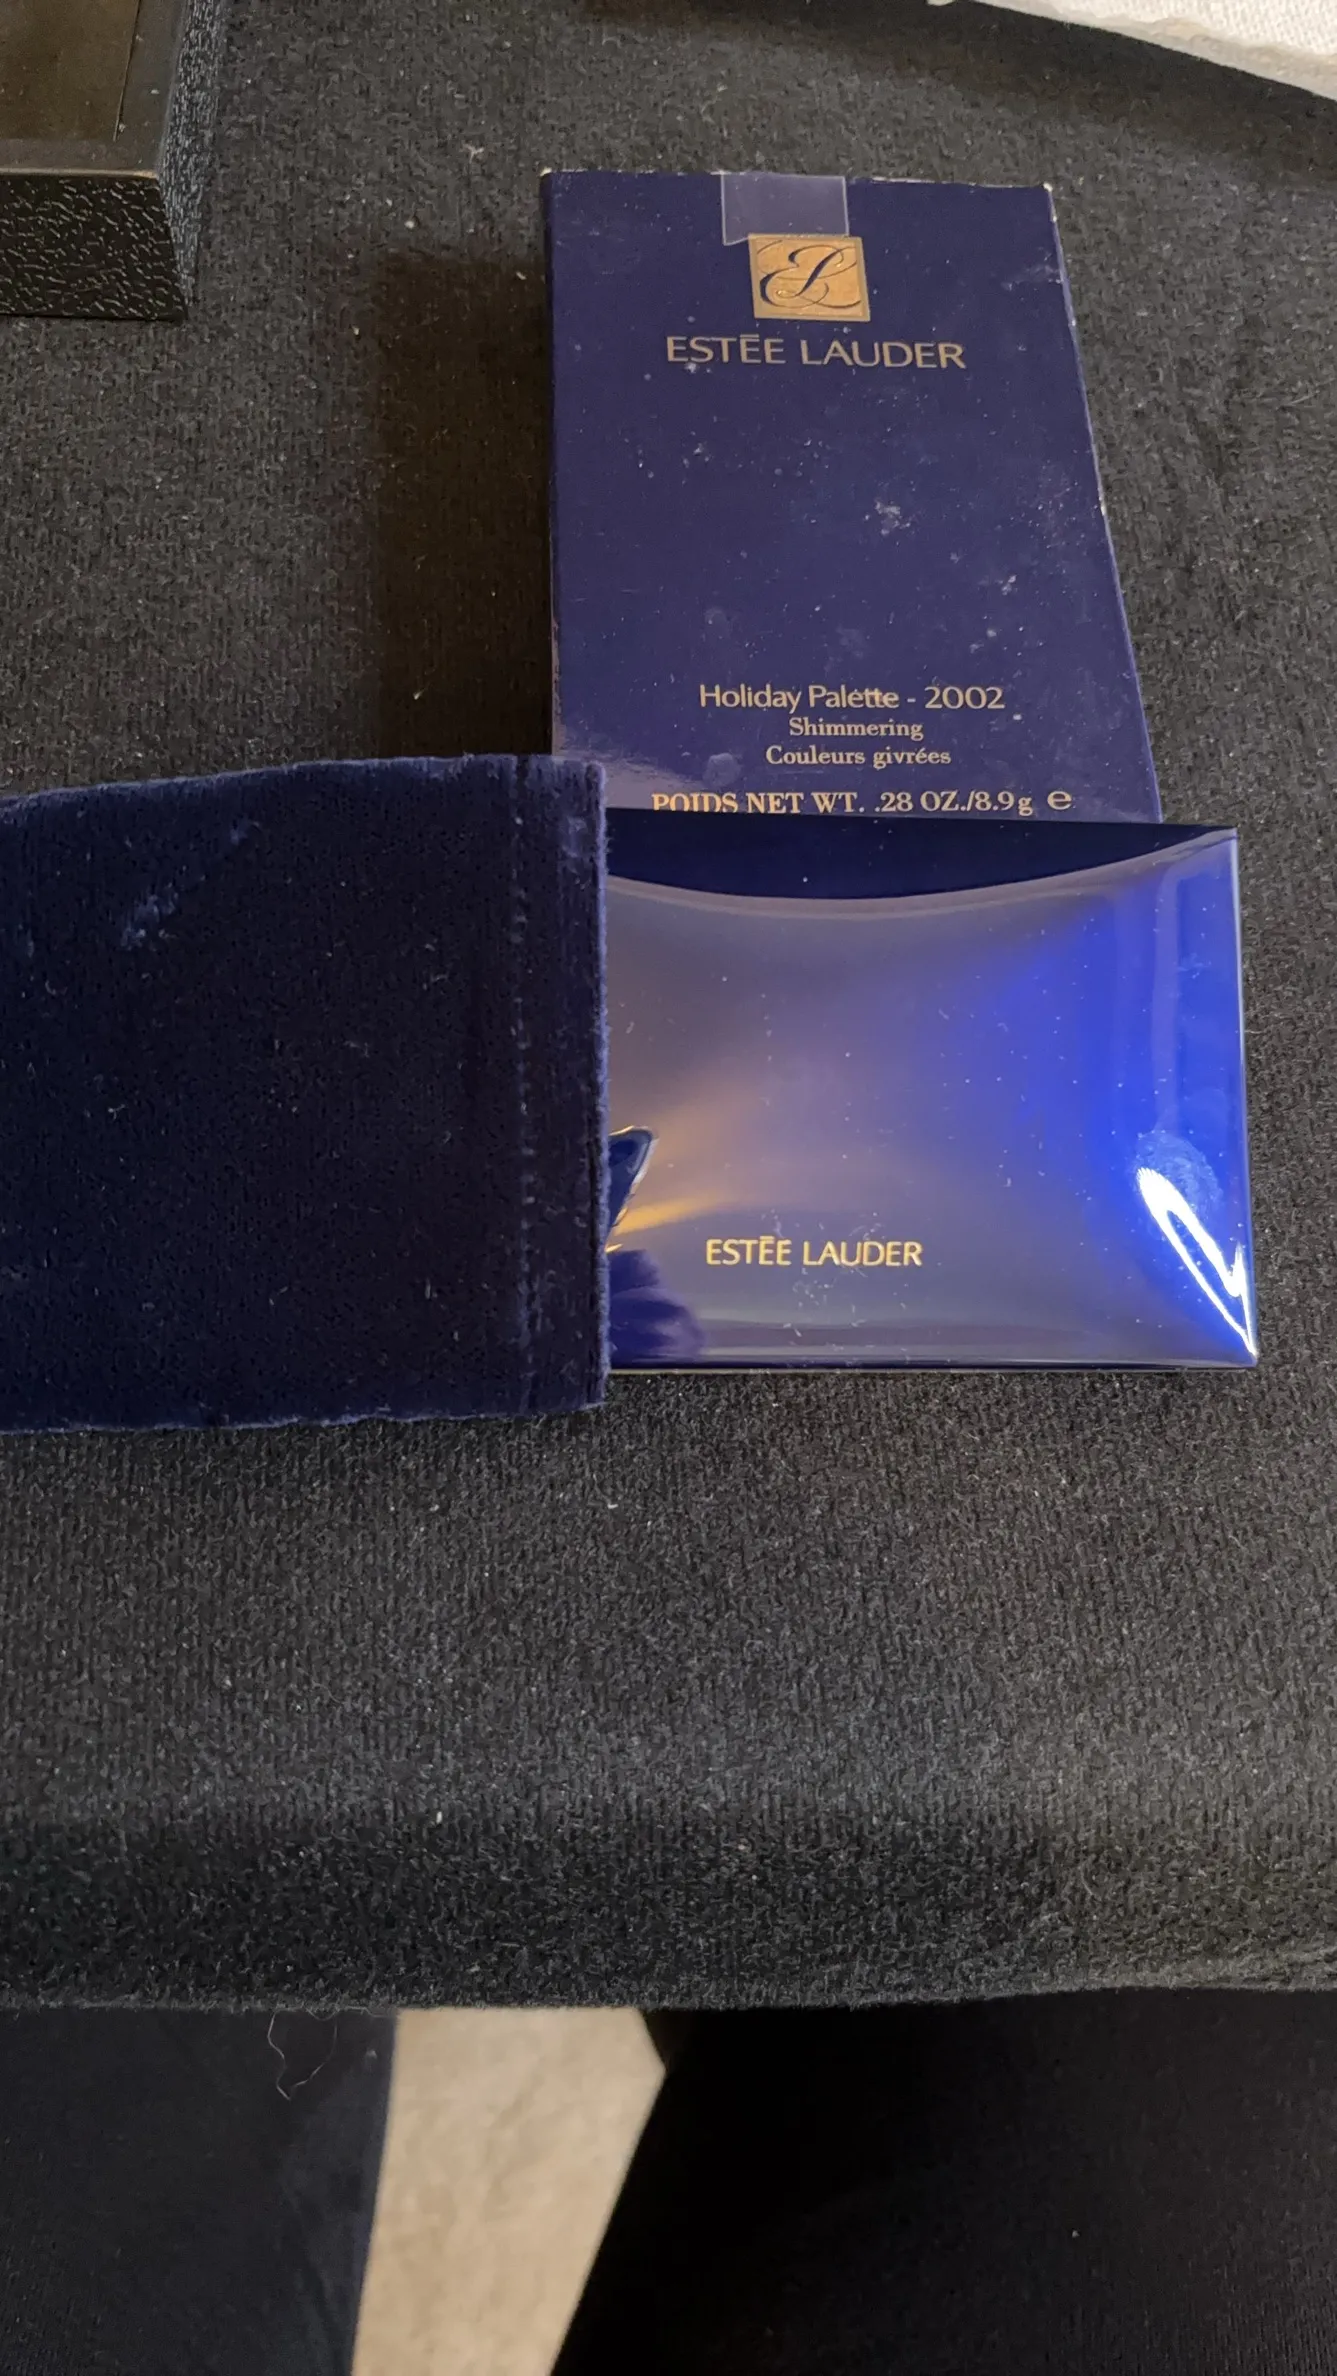 ESTĒE LAUDER
Holiday Palette - 2002
Shimmering
Couleurs givrées
POIDS NET WT. .28 OZ./8.9g e
ESTĒE LAUDER